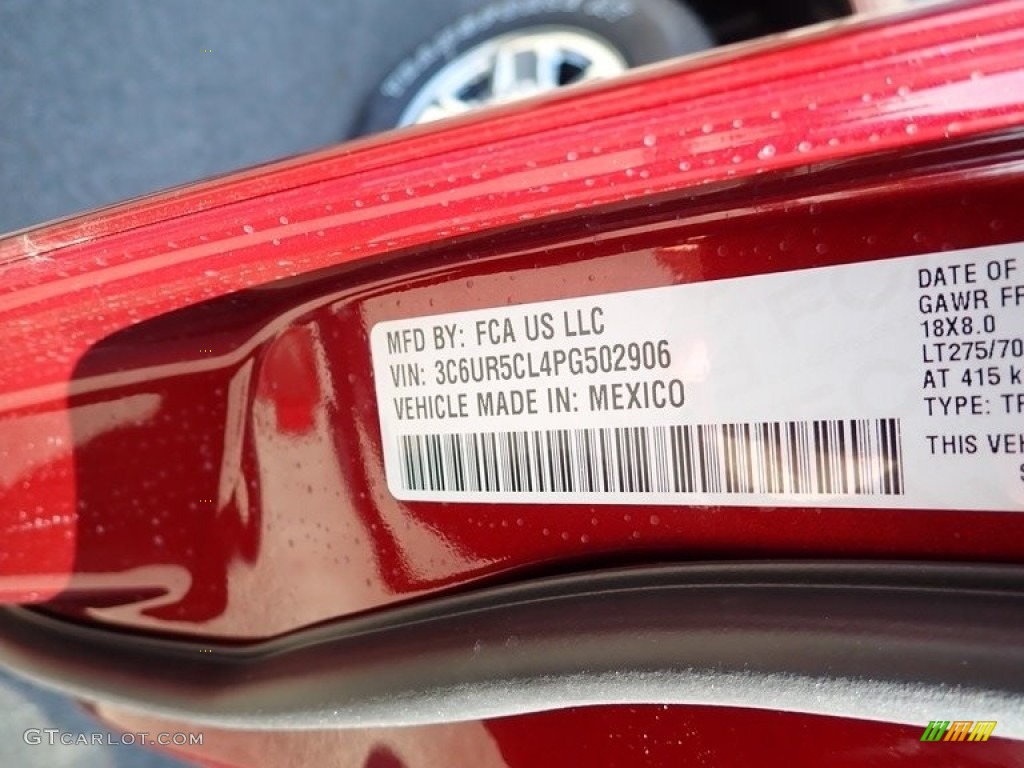 MFD BY: FCA US LLC
VIN: 3C6UR5CL4PG502906
VEHICLE MADE IN: MEXICO
DATE OF
GAWR FR
18X8.0
LT275/70
AT 415 k
TYPE: TR
THIS VEH
GTCARLOT.COM